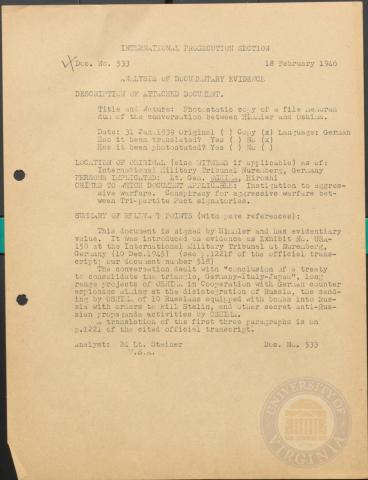 INTERNATIONAL PROSECUTION SECTION
Doc. No. 533 18 February 1946
ANALYSIS OF DOCUMENTARY EVIDENCE
DESCRIPTION OF ATTACHED DOCUMENT.
Title and Nature: Photostatic copy of a file memoran
dum of the conversation between Himmler and Oshima.
Date: 31 Jan.1939 Original ( ) Copy (x) Language: German
Has it been translated? Yes ( ) No (x)
Has it been photostated? Yes ( ) No ( )
LOCATION OF ORIGINAL (also WITNESS if applicable) as of:
International Military Tribunal Nuremberg, Germany
PERSONS IMPLICATED: Lt. Gen. OSHIMA, Hiroshi
CRIMES TO WHICH DOCUMENT APPLICABLE: Instigation to aggres-
sive warfare. Conspiracy for aggressive warfare bet-
ween Tri-partite Pact signatories.
SUMMARY OF RELEVANT POINTS (with page references):
This document is signed by Himmler and has evidentiary
value. It was introduced as evidence as Exhibit No. USA-
150 at the International Military Tribunal at Nuremberg,
Germany (10 Dec.1945) (see p.1221f of the official trans-
cript; our document number 518)
The conversation dealt with "conclusion of a treaty
to consolidate the triangle, Germany-Italy-Japan", long
range projects of OSHIMA in Cooperation with German counter
espionage aiming at the disintegration of Russia, the send-
ing by OSHIMA of 10 Russians equipped with bombs into Rus-
sia with orders to kill Stalin, and other secret anti-Rus-
sian propaganda activities by OSHIMA.
A translation of the first three paragraphs is on
p.1221 of the cited official transcript.
Analyst: 2d Lt. Steiner Doc. No. 533
UNIVERSITY OF
VIRGINIA